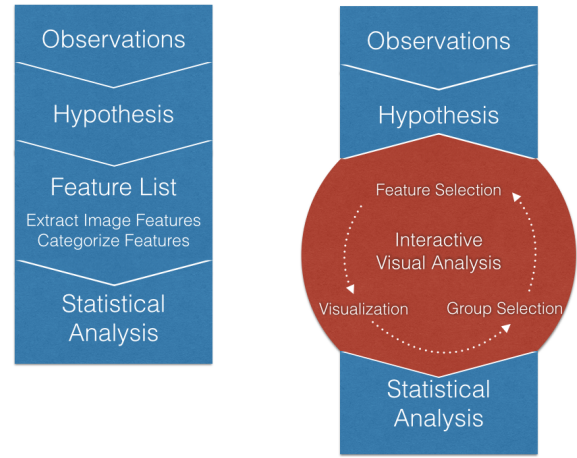 Observations
Hypothesis
Feature List
Extract Image Features
Categorize Features
Statistical
Analysis
Observations
Hypothesis
Feature Selection
Interactive
Visual Analysis
Visualization
Group Selection
Statistical
Analysis